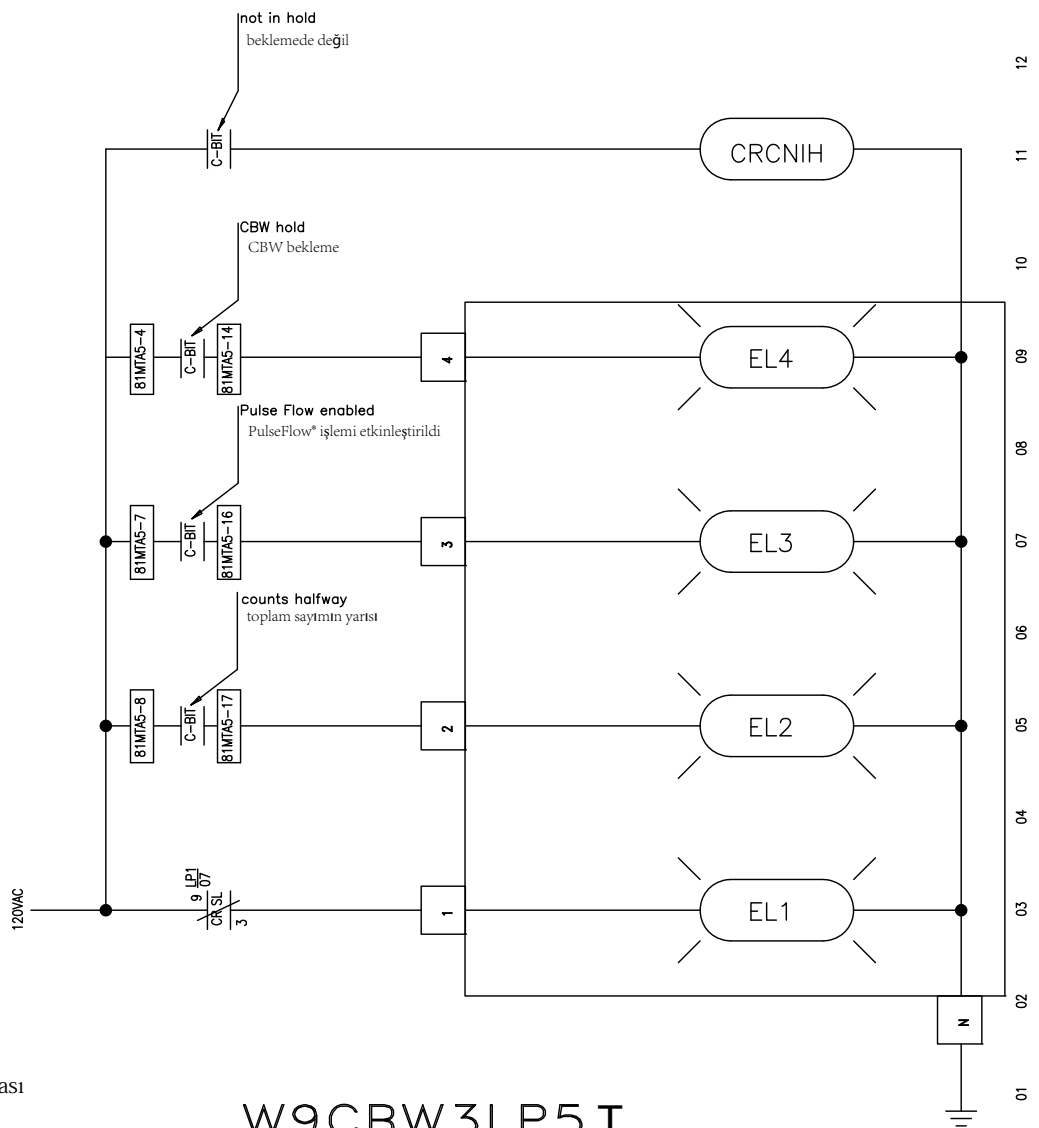 not in hold
beklemede değil
C-BIT
CRCNIH
CBW hold
CBW bekleme
81MTA5-4
C-BIT
81MTA5-14
4
EL4
Pulse Flow enabled
PulseFlow® işlemi etkinleştirildi
81MTA5-7
C-BIT
81MTA5-16
3
EL3
counts halfway
toplam sayımın yarısı
81MTA5-8
C-BIT
81MTA5-17
2
EL2
120VAC
9
LP1
07
CR SL
3
1
EL1
N
12
11
10
09
08
07
06
05
04
03
02
01
ası
W9CBW3LP5T